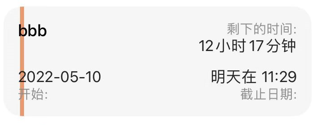 bbb
剩下的时间:
12小时17分钟
2022-05-10
明天在 11:29
开始:
截止日期: